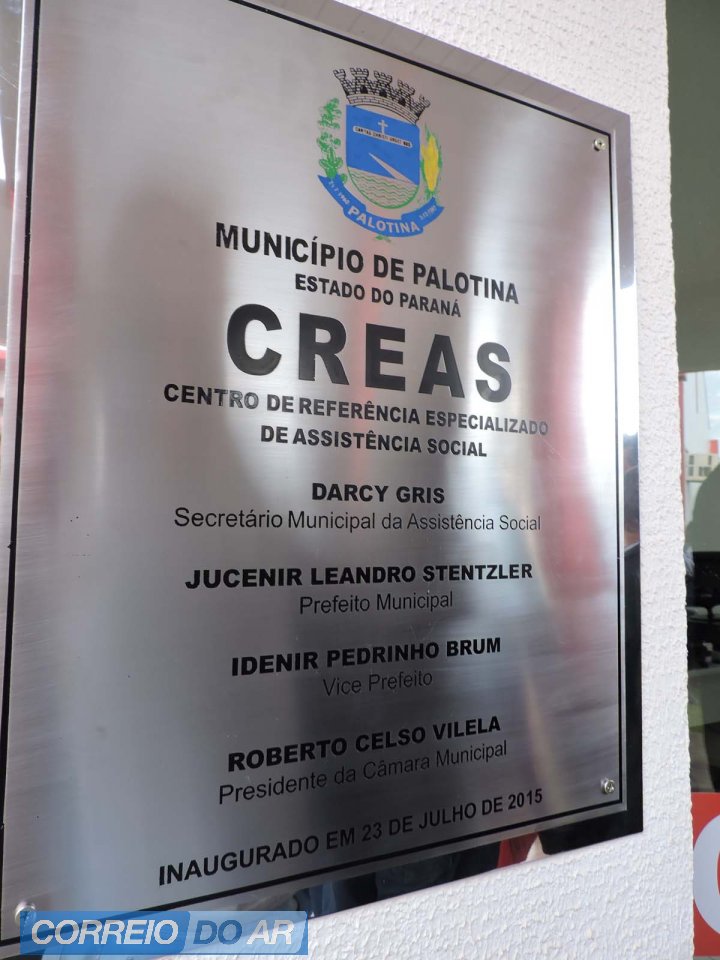 PALOTINA
MUNICÍPIO DE PALOTINA
ESTADO DO PARANÁ
CREAS
CENTRO DE REFERÊNCIA ESPECIALIZADO
DE ASSISTÊNCIA SOCIAL
DARCY GRIS
Secretário Municipal da Assistência Social
JUCENIR LEANDRO STENTZLER
Prefeito Municipal
IDENIR PEDRINHO BRUM
Vice Prefeito
ROBERTO CELSO VILELA
Presidente da Câmara Municipal
INAUGURADO EM 23 DE JULHO DE 2015
CORREIO DO AR